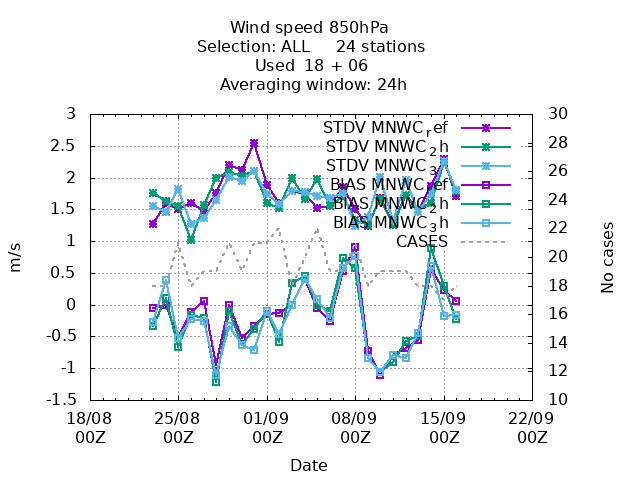 Wind speed 850hPa
Selection: ALL 24 stations
Used 18 + 06
Averaging window: 24h
3 30
2.5 28
2 26
1.5 24
1 22
0.5 20
0 18
-0.5 16
-1 14
-1.5 12
10
m/s
No cases
STDV MNWC_ref
STDV MNWC_2h
STDV MNWC_3h
BIAS MNWC_ref
BIAS MNWC_2h
BIAS MNWC_3h
CASES
18/08 25/08 01/09 08/09 15/09 22/09
00Z 00Z 00Z 00Z 00Z 00Z
Date